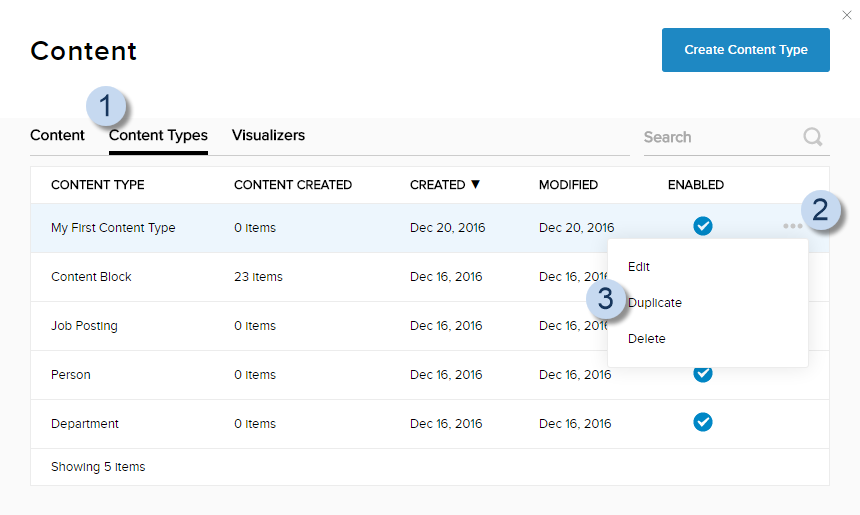 Content
Create Content Type
1
Content Content Types Visualizers Search
CONTENT TYPE CONTENT CREATED CREATED ▼ MODIFIED ENABLED
2
My First Content Type 0 Items Dec 20, 2016 Dec 20, 2016 •••
Edit
Content Block 23 Items Dec 16, 2016 Dec 16, 201
3 Duplicate
Job Posting 0 Items Dec 16, 2016 Dec 16, 201
Delete
Person 0 Items Dec 16, 2016 Dec 16, 2016
Department 0 Items Dec 16, 2016 Dec 16, 2016
Showing 5 Items